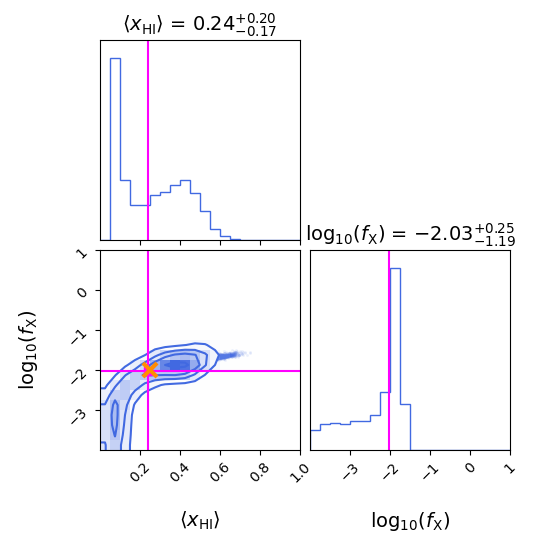 ⟨x_HI⟩ = 0.24^{+0.20}_{−0.17}
log₁₀(f_X) = −2.03^{+0.25}_{−1.19}
1
0
−1
−2
−3
log₁₀(f_X)
0.2 0.4 0.6 0.8 1.0
−3 −2 −1 0 1
⟨x_HI⟩ log₁₀(f_X)